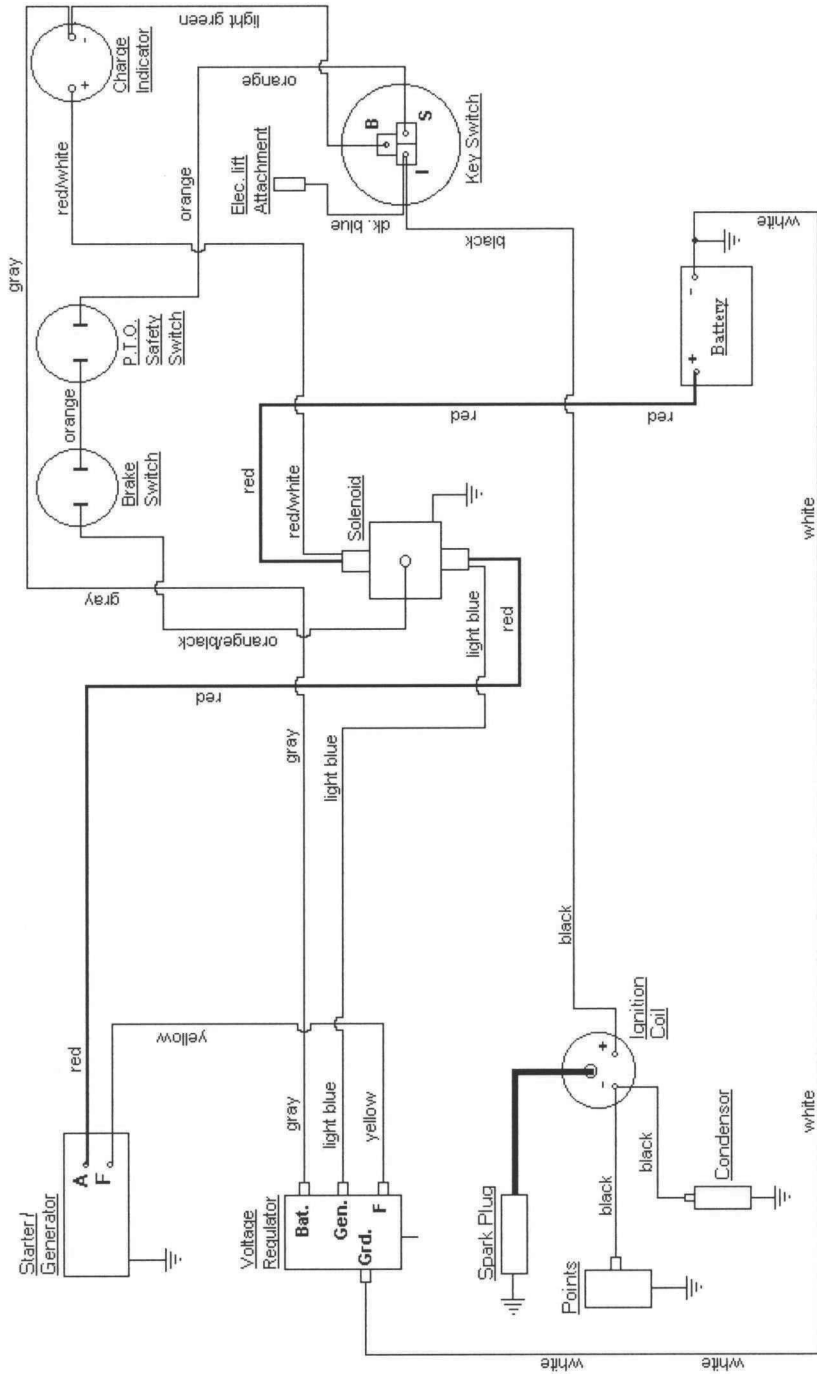 Starter /
Generator
A
F
red
yellow
red
orange/black
gray
gray
Brake
Switch
orange
P.T.O.
Safety
Switch
orange
red/white
gray
Charge
Indicator
+
-
light green
orange
Voltage
Regulator
Bat.
Gen.
Grd.
F
gray
light blue
yellow
light blue
gray
light blue
red
Solenoid
red/white
red
Elec. lift
Attachment
dk. blue
B
I
S
Key Switch
black
Spark Plug
Points
black
black
Condensor
-
+
Ignition
Coil
black
red
red
+
-
Battery
white
white
white
white
white